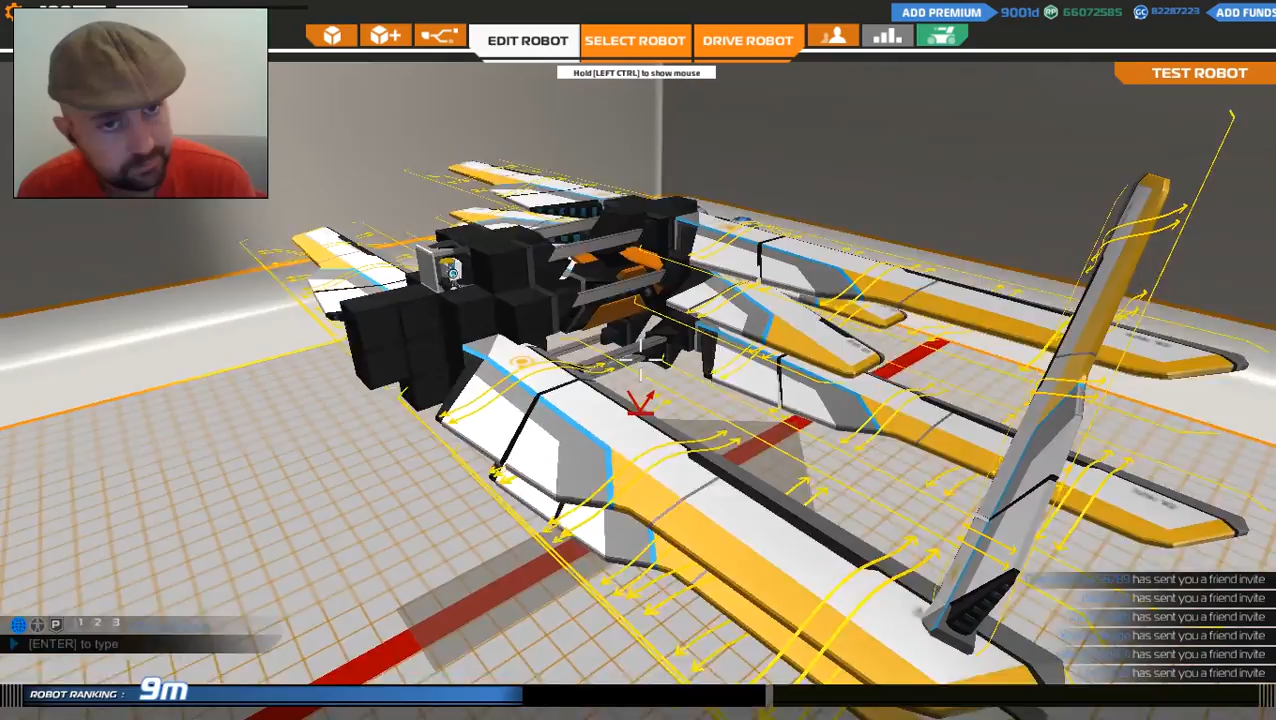 ADD PREMIUM
9001d
66072585
82287223
ADD FUNDS
EDIT ROBOT
SELECT ROBOT
DRIVE ROBOT
Hold [LEFT CTRL] to show mouse
TEST ROBOT
has sent you a friend invite
has sent you a friend invite
has sent you a friend invite
has sent you a friend invite
has sent you a friend invite
has sent you a friend invite
P 1 2 3
[ENTER] to type
ROBOT RANKING : 9m